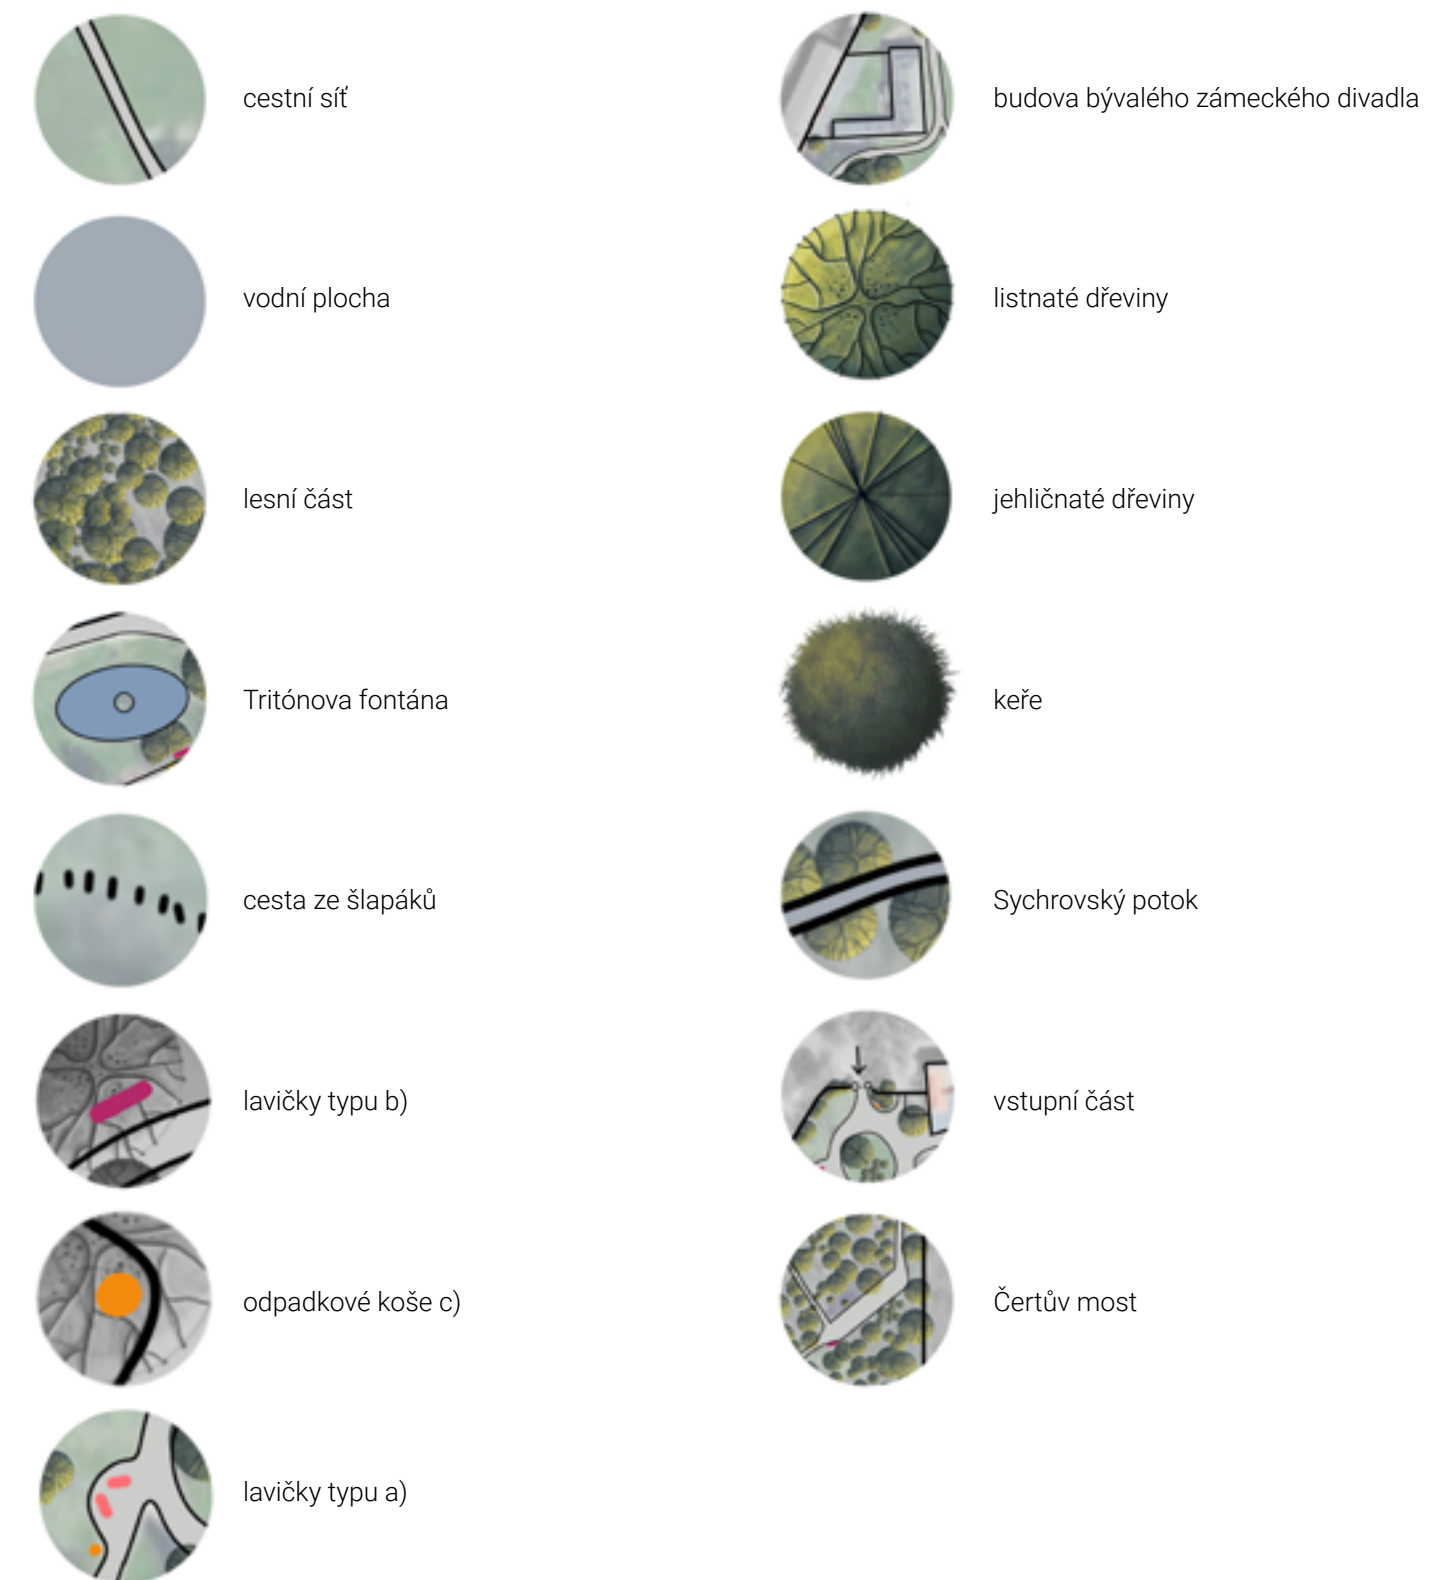 cestní síť
vodní plocha
lesní část
Tritónova fontána
cesta ze šlapáků
lavičky typu b)
odpadkové koše c)
lavičky typu a)
budova bývalého zámeckého divadla
listnaté dřeviny
jehličnaté dřeviny
keře
Sychrovský potok
vstupní část
Čertův most